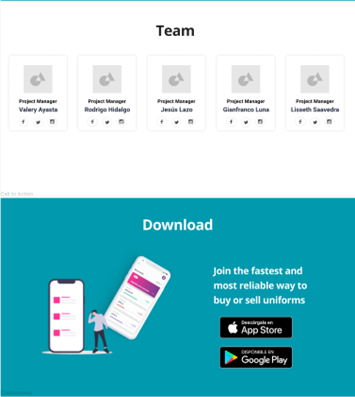 Team
Project Manager
Valery Ayasta
Project Manager
Rodrigo Hidalgo
Project Manager
Jesús Lazo
Project Manager
Gianfranco Luna
Project Manager
Lisseth Saavedra
Download
Join the fastest and
most reliable way to
buy or sell uniforms
Descárgalo en
App Store
DISPONIBLE EN
Google Play